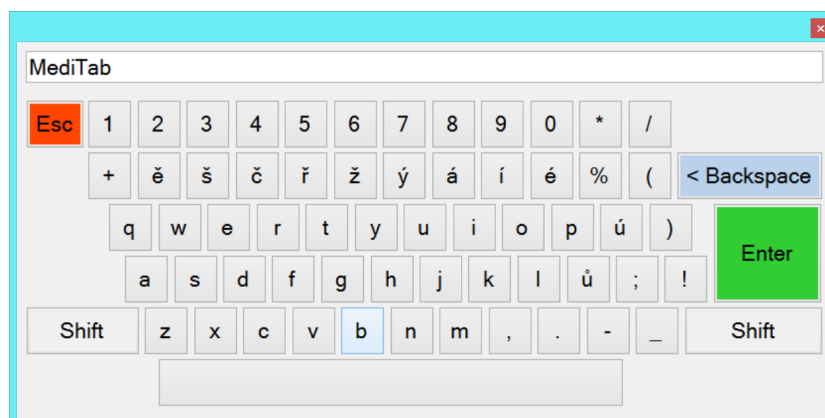 MediTab
Esc 1 2 3 4 5 6 7 8 9 0 * /
+ ě š č ř ž ý á í é % ( < Backspace
q w e r t y u i o p ú ) Enter
a s d f g h j k l ů ; !
Shift z x c v b n m , . - _ Shift